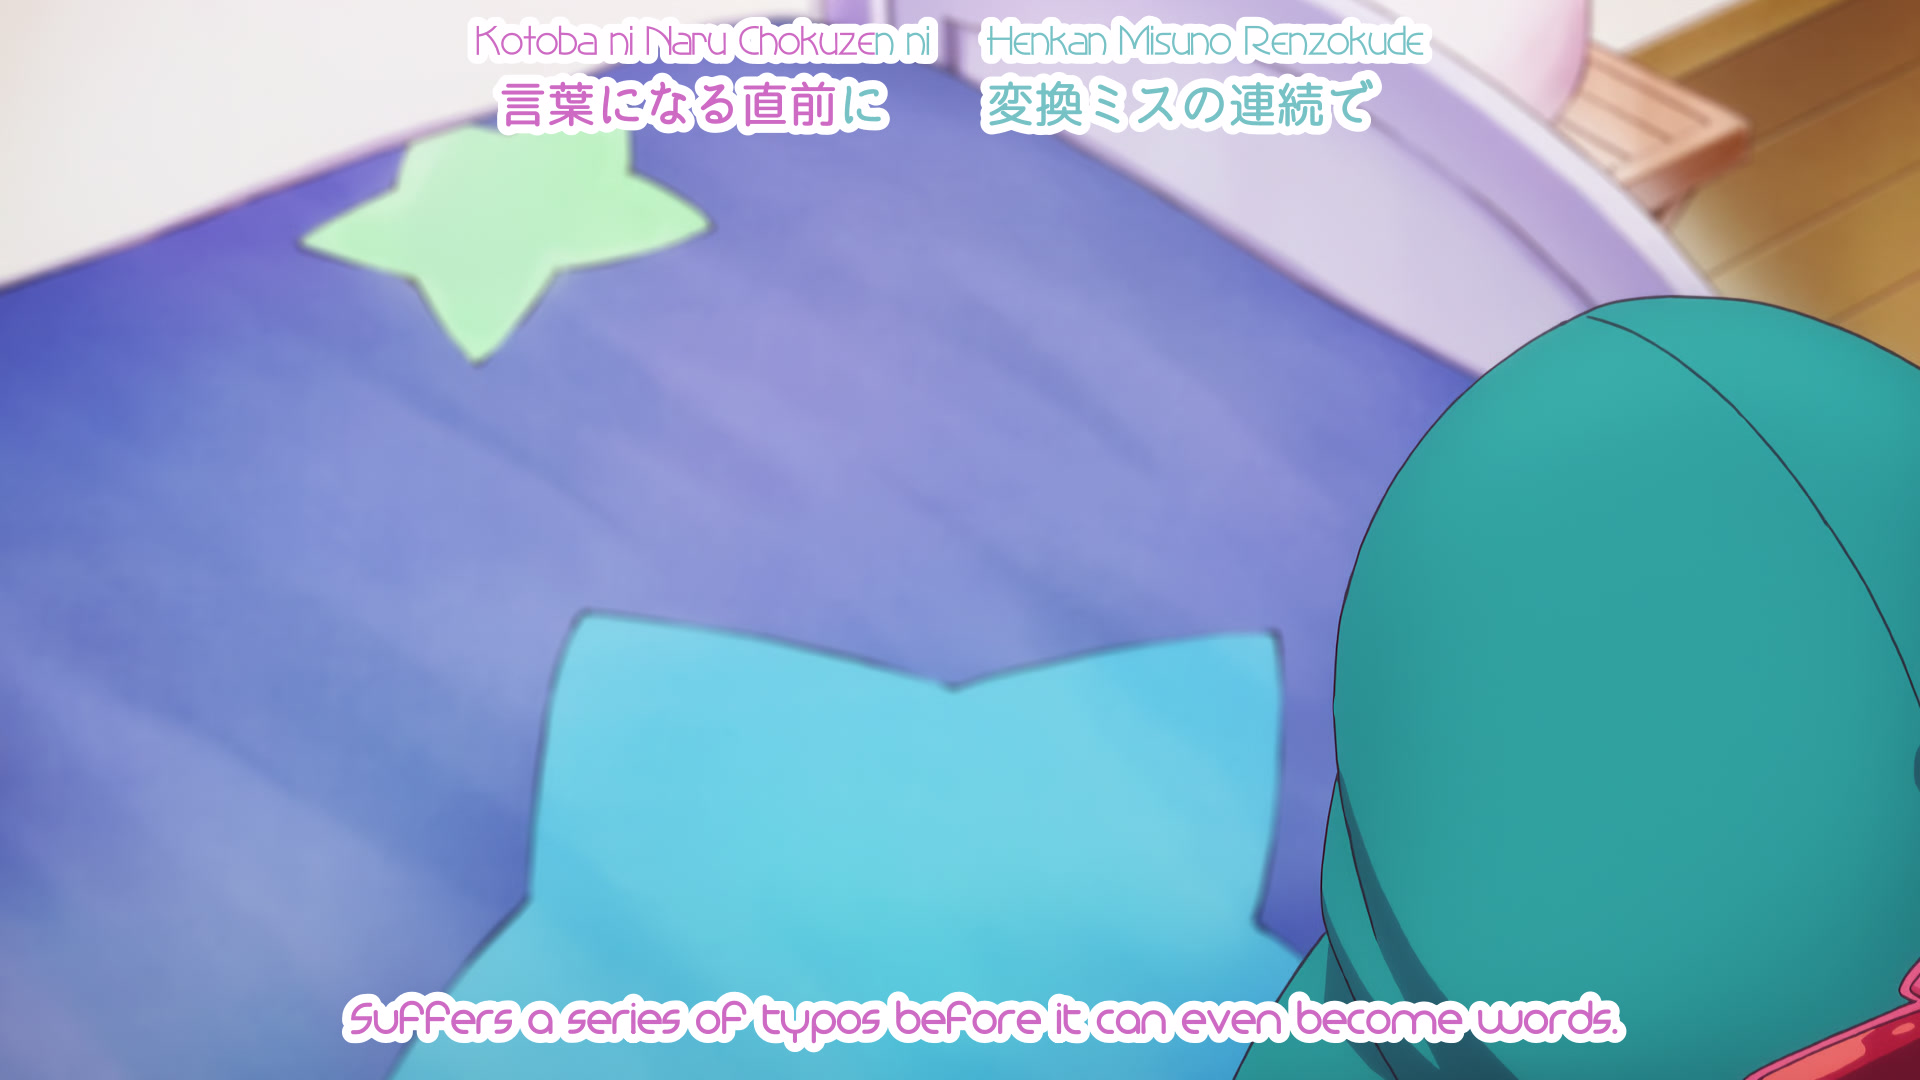 Kotoba ni Naru Chokuzen ni Henkan Misuno Renzokude
言葉になる直前に 変換ミスの連続で
Suffers a series of typos before it can even become words.